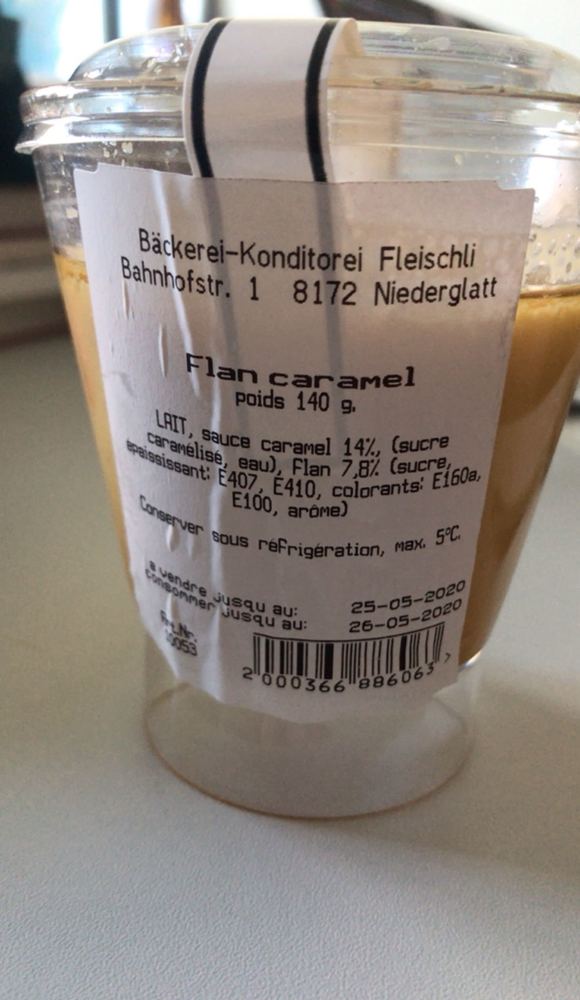 Bäckerei-Konditorei Fleischli
Bahnhofstr. 1 8172 Niederglatt
Flan caramel
poids 140 g.
LAIT, sauce caramel 14%, (sucre
caramélisé, eau), Flan 7,8% (sucre,
épaississant: E407, E410, colorants: E160a,
E100, arôme)
Conserver sous réfrigération, max. 5°C.
à vendre jusqu au: 25-05-2020
consommer jusqu au: 26-05-2020
Art.Nr.
10053
2 000366 886063 >